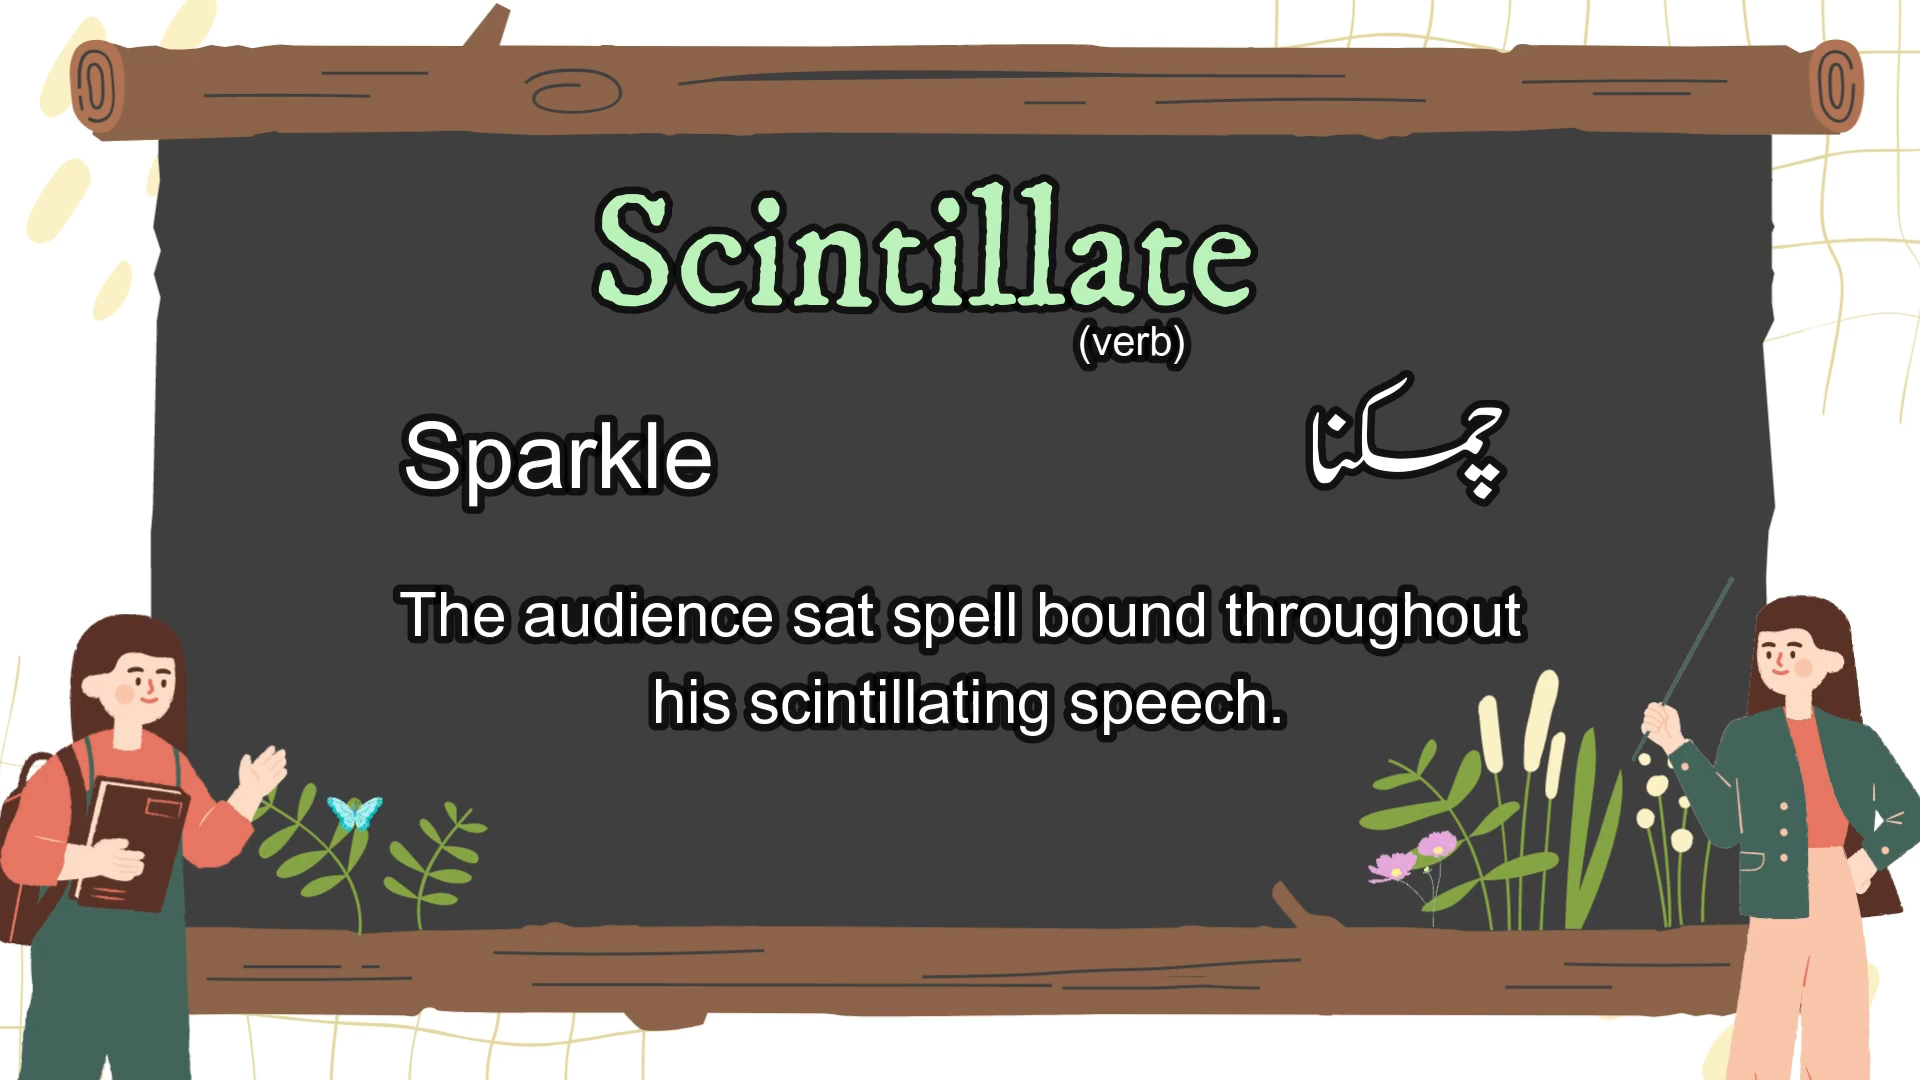 Scintillate
(verb)
Sparkle
چمکنا
The audience sat spell bound throughout
his scintillating speech.